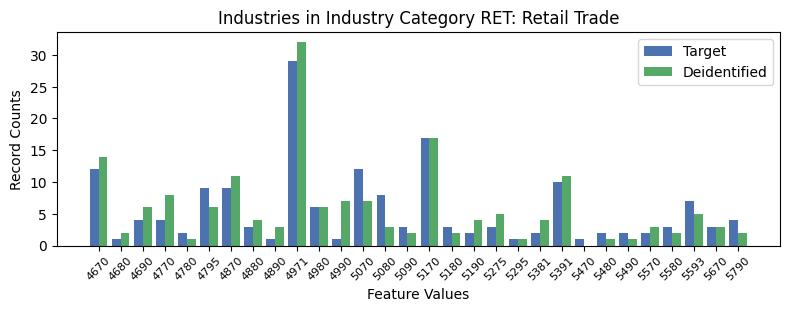 Industries in Industry Category RET: Retail Trade
Target
Deidentified
Record Counts
30
25
20
15
10
5
0
4670 4680 4690 4770 4780 4795 4870 4880 4890 4971 4980 4990 5070 5080 5090 5170 5180 5190 5275 5295 5381 5391 5470 5480 5490 5570 5580 5593 5670 5790
Feature Values